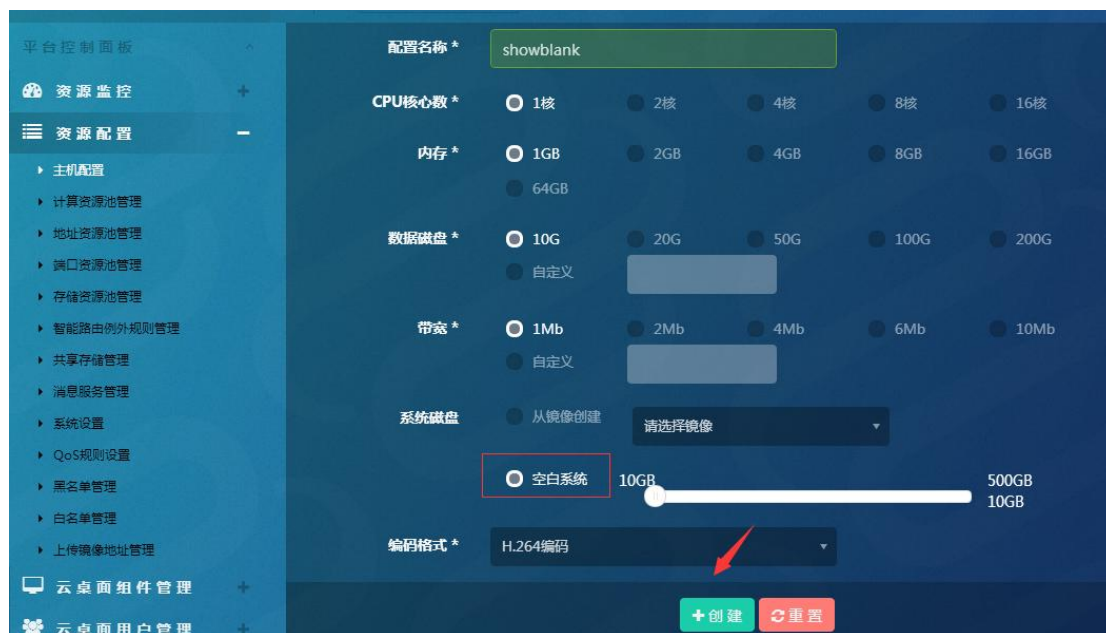 平台控制面板
资源监控
资源配置
主机配置
计算资源池管理
地址资源池管理
端口资源池管理
存储资源池管理
智能路由例外规则管理
共享存储管理
消息服务管理
系统设置
QoS规则设置
黑名单管理
白名单管理
上传镜像地址管理
云桌面组件管理
云桌面用户管理
配置名称 * showblank
CPU核心数 * 1核 2核 4核 8核 16核
内存 * 1GB 2GB 4GB 8GB 16GB
64GB
数据磁盘 * 10G 20G 50G 100G 200G
自定义
带宽 * 1Mb 2Mb 4Mb 6Mb 10Mb
自定义
系统磁盘 从镜像创建 请选择镜像
空白系统 10GB 500GB
10GB
编码格式 * H.264编码
+创建 重置